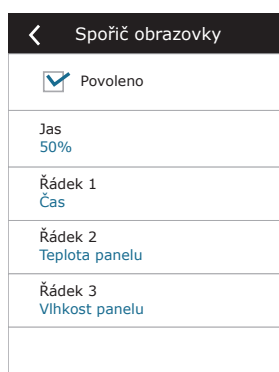 Spořič obrazovky
Povoleno
Jas
50%
Řádek 1
Čas
Řádek 2
Teplota panelu
Řádek 3
Vlhkost panelu